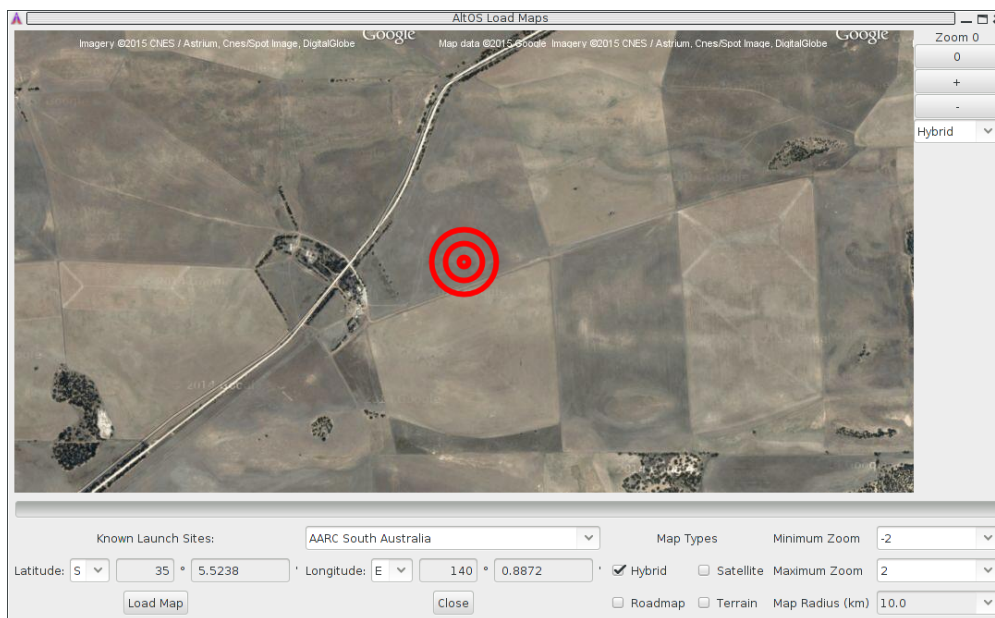 AltOS Load Maps
Imagery ©2015 CNES / Astrium, Cnes/Spot Image, DigitalGlobe
Google
Map data ©2015 Google Imagery ©2015 CNES / Astrium, Cnes/Spot Image, DigitalGlobe
Google
Zoom 0
0
+
-
Hybrid
Known Launch Sites:
AARC South Australia
Map Types
Minimum Zoom
-2
Latitude: S 35 ° 5.5238 ' Longitude: E 140 ° 0.8872 '
Hybrid
Satellite
Maximum Zoom
2
Load Map
Close
Roadmap
Terrain
Map Radius (km)
10.0